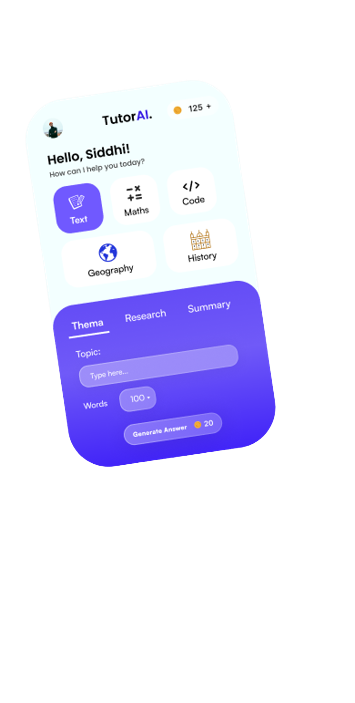 TutorAI.
125 +
Hello, Siddhi!
How can I help you today?
Text
Maths
Code
Geography
History
Thema
Research
Summary
Topic:
Type here...
Words
100
Generate Answer 20